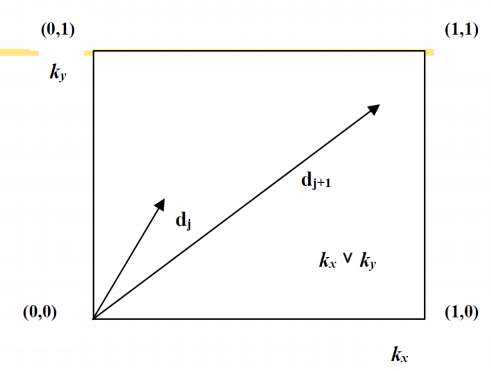 (0,1) (1,1)
ky
dj+1
dj
kx ∨ ky
(0,0) (1,0)
kx